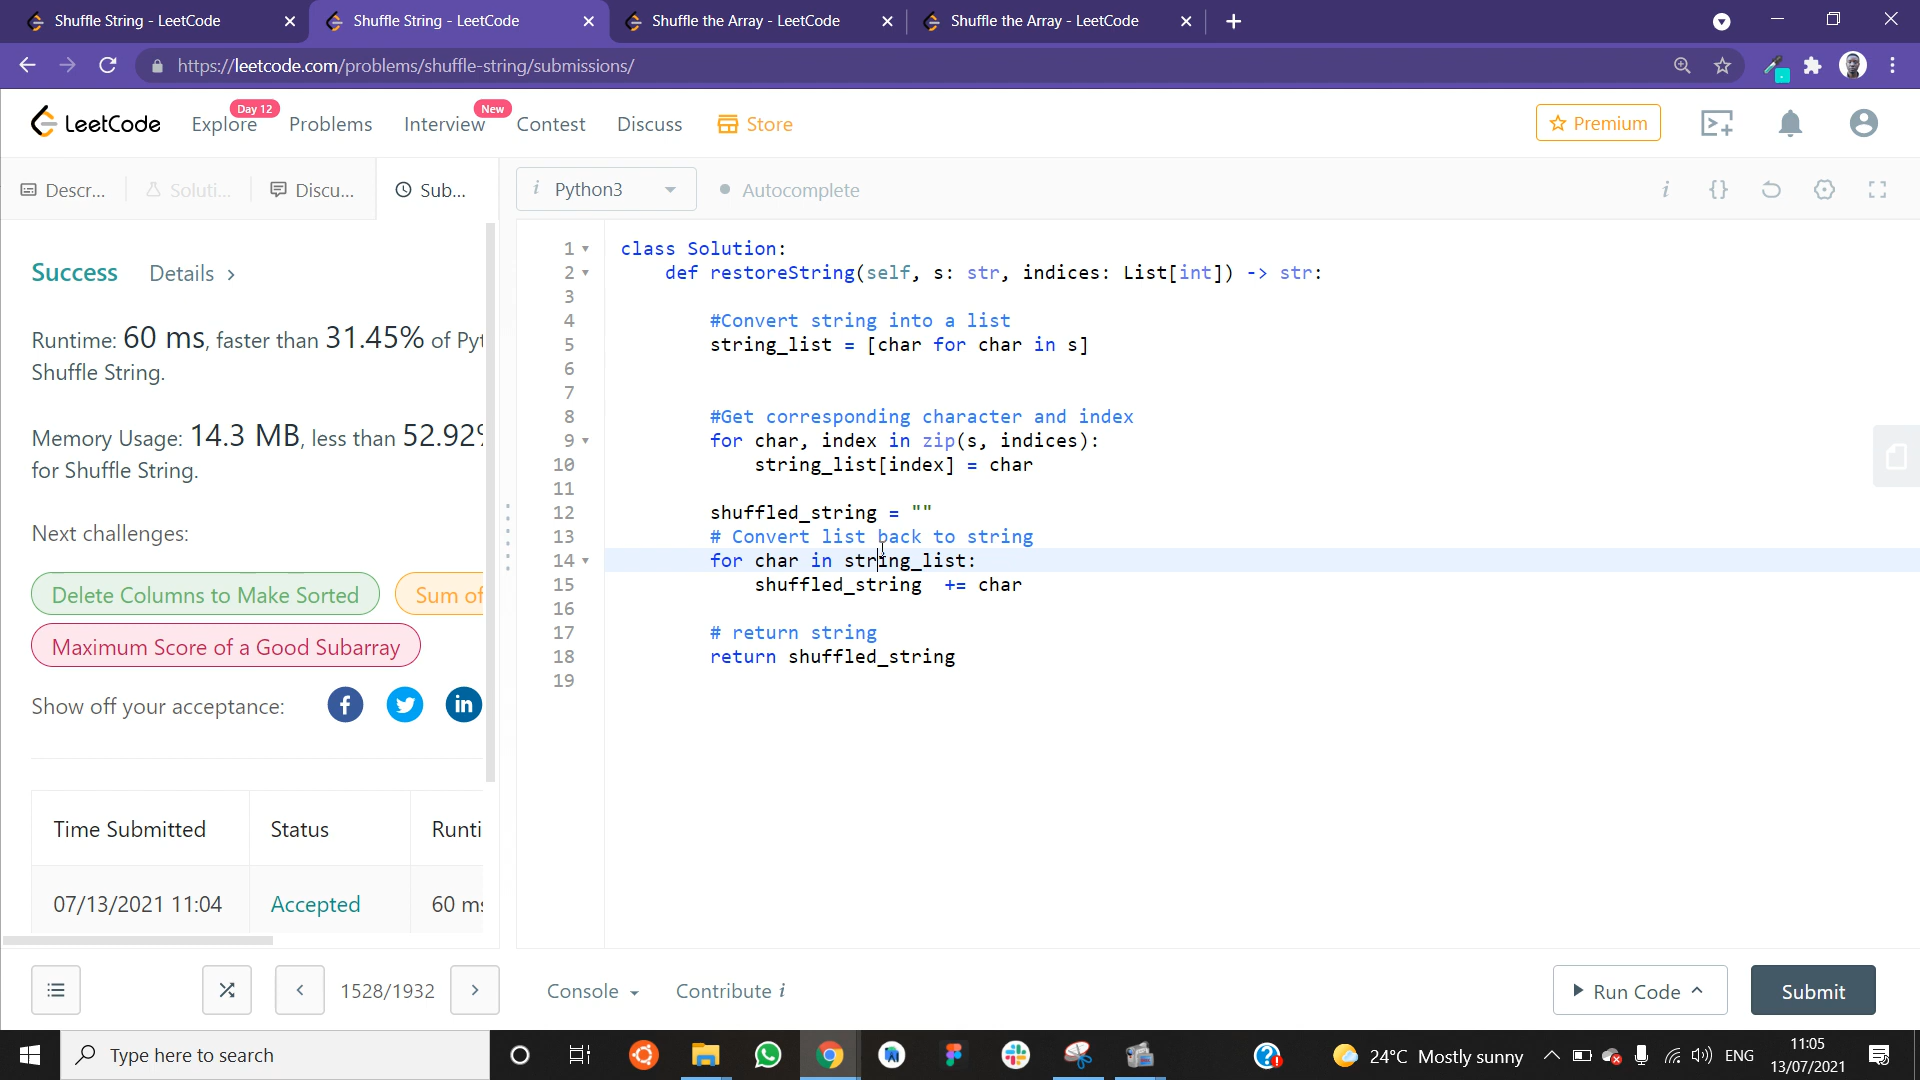 Shuffle String - LeetCode
Shuffle String - LeetCode
Shuffle the Array - LeetCode
Shuffle the Array - LeetCode
https://leetcode.com/problems/shuffle-string/submissions/
LeetCode
Explore
Day 12
Problems
Interview
New
Contest
Discuss
Store
Premium
Descr...
Soluti...
Discu...
Sub...
i Python3
Autocomplete
i {}
Success
Details >
Runtime: 60 ms, faster than 31.45% of Pyt
Shuffle String.
Memory Usage: 14.3 MB, less than 52.92%
for Shuffle String.
Next challenges:
Delete Columns to Make Sorted
Sum of
Maximum Score of a Good Subarray
Show off your acceptance:
Time Submitted
Status
Runti
07/13/2021 11:04
Accepted
60 ms
1 class Solution:
2 def restoreString(self, s: str, indices: List[int]) -> str:
3
4 #Convert string into a list
5 string_list = [char for char in s]
6
7
8 #Get corresponding character and index
9 for char, index in zip(s, indices):
10 string_list[index] = char
11
12 shuffled_string = ""
13 # Convert list back to string
14 for char in string_list:
15 shuffled_string += char
16
17 # return string
18 return shuffled_string
19
1528/1932
Console
Contribute i
Run Code
Submit
Type here to search
24°C Mostly sunny
ENG
11:05
13/07/2021